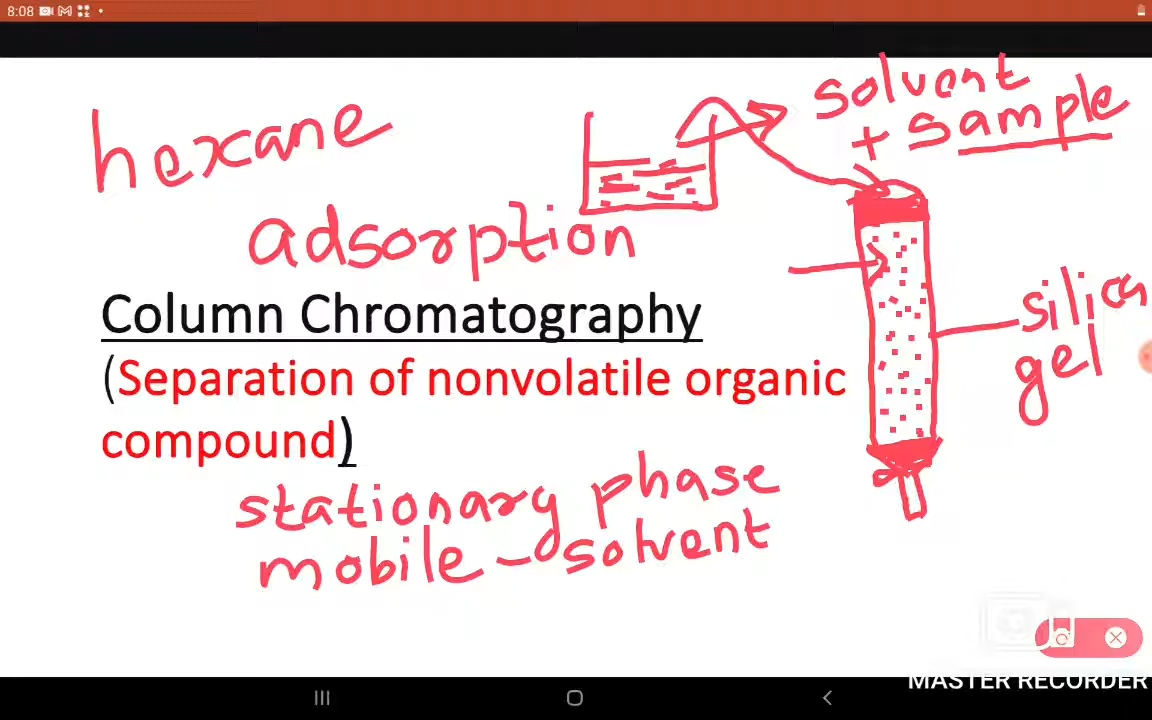 8:08
hexane
solvent
+ sample
adsorption
Column Chromatography
silica
gel
(Separation of nonvolatile organic
compound)
stationary phase
mobile - solvent
MASTER RECORDER